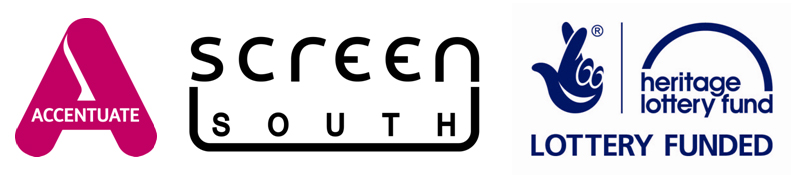 ACCENTUATE
screen
SOUTH
®
heritage
lottery fund
LOTTERY FUNDED